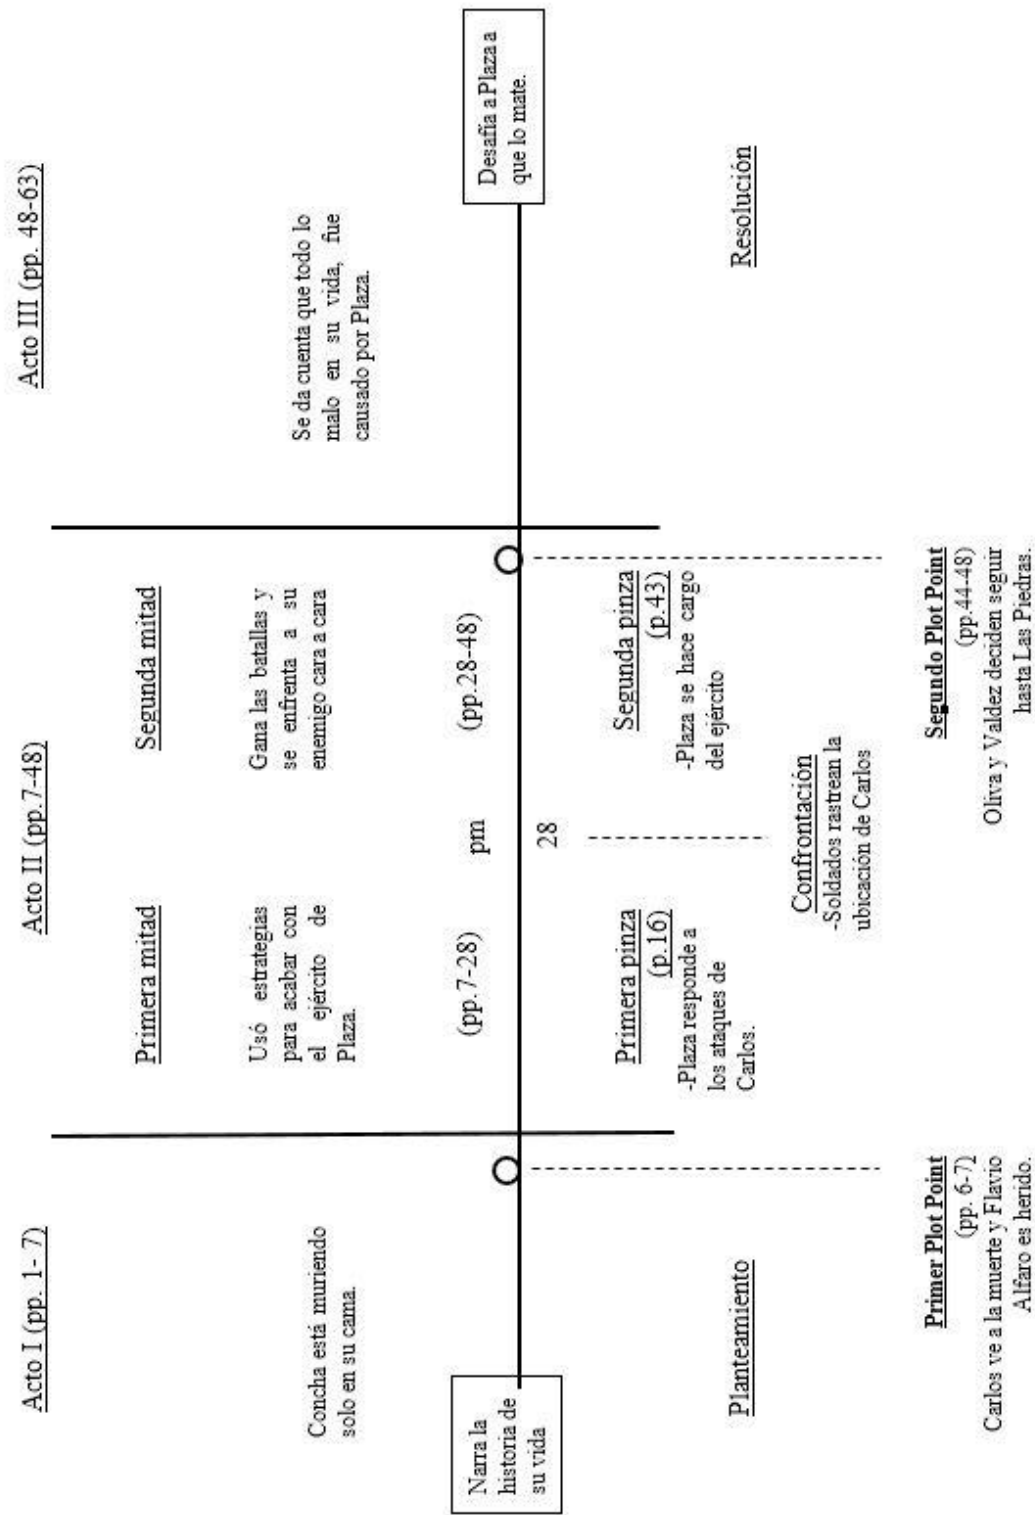 Acto I (pp. 1- 7)
Acto II (pp.7-48)
Acto III (pp. 48-63)
Concha está muriendo
solo en su cama.
Primera mitad
Usó estrategias
para acabar con
el ejército de
Plaza.
(pp.7-28)
Segunda mitad
Gana las batallas y
se enfrenta a su
enemigo cara a cara
(pp.28-48)
Se da cuenta que todo lo
malo en su vida, fue
causado por Plaza.
Narra la
historia de
su vida
pm
28
Desafía a Plaza a
que lo mate.
Planteamiento
Primera pinza
(p.16)
-Plaza responde a
los ataques de
Carlos.
Segunda pinza
(p.43)
-Plaza se hace cargo
del ejército
Resolución
Confrontación
-Soldados rastrean la
ubicación de Carlos
Primer Plot Point
(pp. 6-7)
Carlos ve a la muerte y Flavio
Alfaro es herido.
Segundo Plot Point
(pp.44-48)
Oliva y Valdez deciden seguir
hasta Las Piedras.